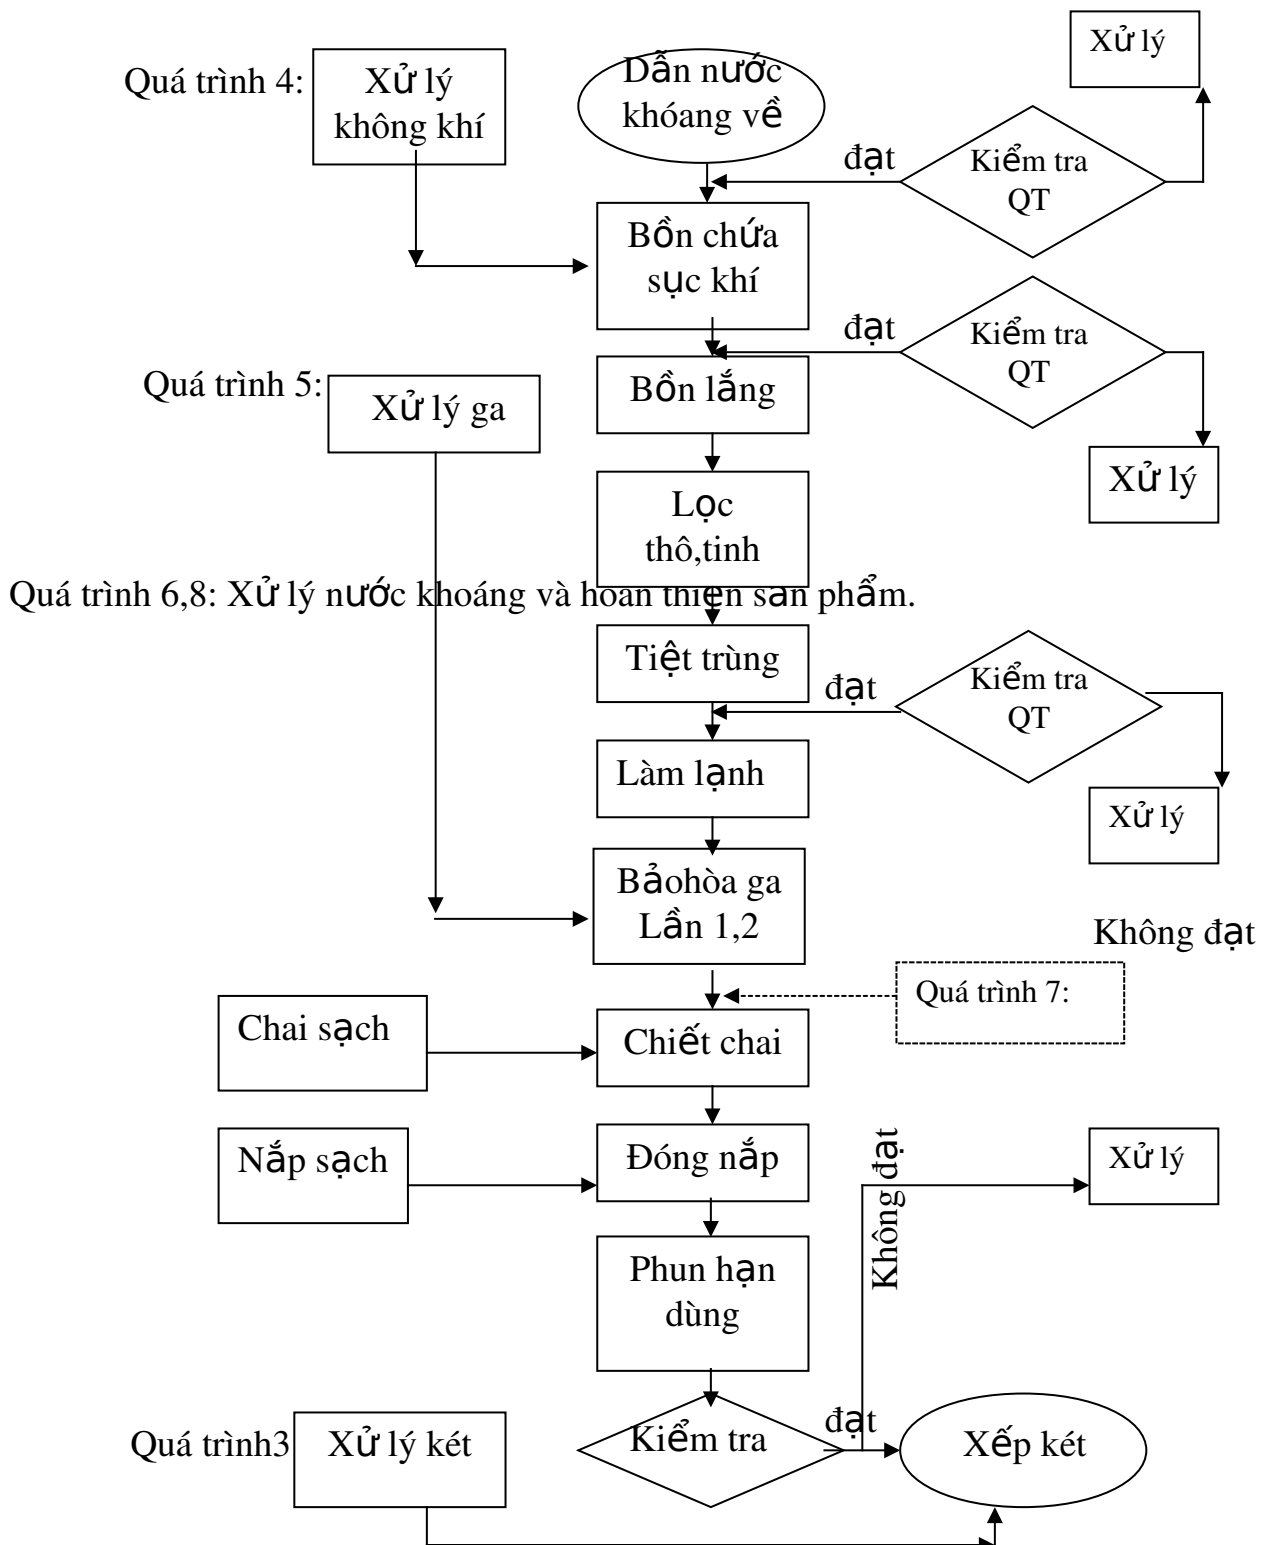 Xử lý
Quá trình 4:
Xử lý
không khí
Dẫn nước
khóang về
đạt
Kiểm tra
QT
Bồn chứa
sục khí
đạt
Kiểm tra
QT
Quá trình 5:
Xử lý ga
Bồn lắng
Xử lý
Lọc
thô,tinh
Quá trình 6,8: Xử lý nước khoáng và hoàn thiện sản phẩm.
Tiệt trùng
đạt
Kiểm tra
QT
Làm lạnh
Xử lý
Bảohòa ga
Lần 1,2
Không đạt
Quá trình 7:
Chai sạch
Chiết chai
Nắp sạch
Đóng nắp
Không đạt
Xử lý
Phun hạn
dùng
đạt
Quá trình3
Xử lý két
Kiểm tra
Xếp két